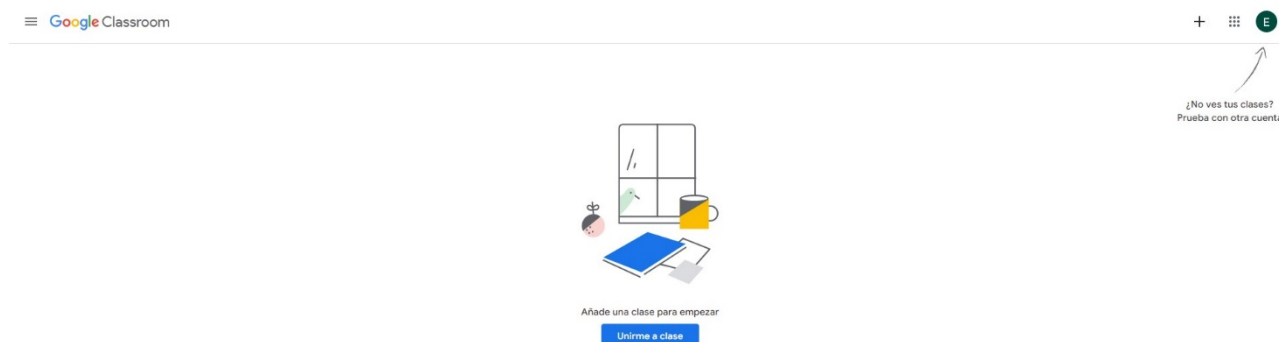 Google Classroom
E
¿No ves tus clases?
Prueba con otra cuenta
Añade una clase para empezar
Unirme a clase